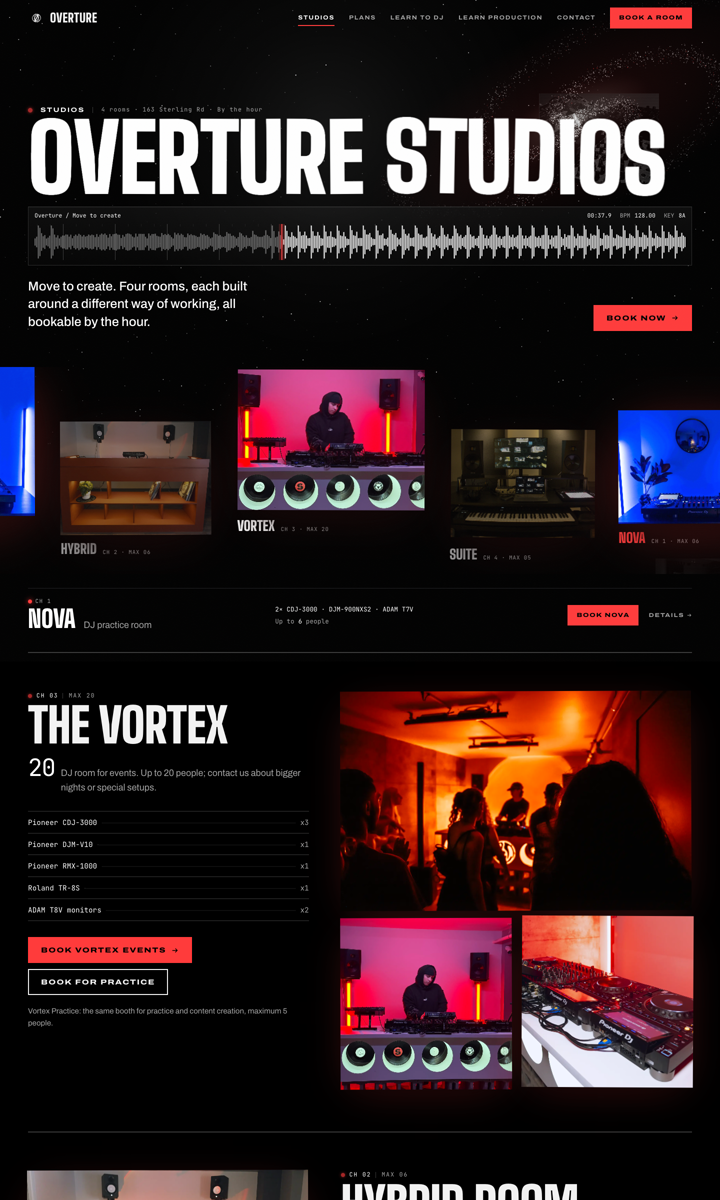 OVERTURE
STUDIOS PLANS LEARN TO DJ LEARN PRODUCTION CONTACT BOOK A ROOM
STUDIOS | 4 rooms · 163 Sterling Rd · By the hour
OVERTURE STUDIOS
Overture / Move to create 00:37.9 BPM 128.00 KEY 8A
Move to create. Four rooms, each built
around a different way of working, all
bookable by the hour.
BOOK NOW →
HYBRID CH 2 · MAX 06
VORTEX CH 3 · MAX 20
SUITE CH 4 · MAX 05
NOVA CH 1 · MAX 06
CH 1
NOVA DJ practice room
2× CDJ-3000 · DJM-900NXS2 · ADAM T7V
Up to 6 people
BOOK NOVA DETAILS →
CH 03 | MAX 20
THE VORTEX
20 DJ room for events. Up to 20 people; contact us about bigger
nights or special setups.
Pioneer CDJ-3000 x3
Pioneer DJM-V10 x1
Pioneer RMX-1000 x1
Roland TR-8S x1
ADAM T8V monitors x2
BOOK VORTEX EVENTS →
BOOK FOR PRACTICE
Vortex Practice: the same booth for practice and content creation, maximum 5
people.
Pioneer Dj
CH 02 | MAX 06
HYBRID ROOM